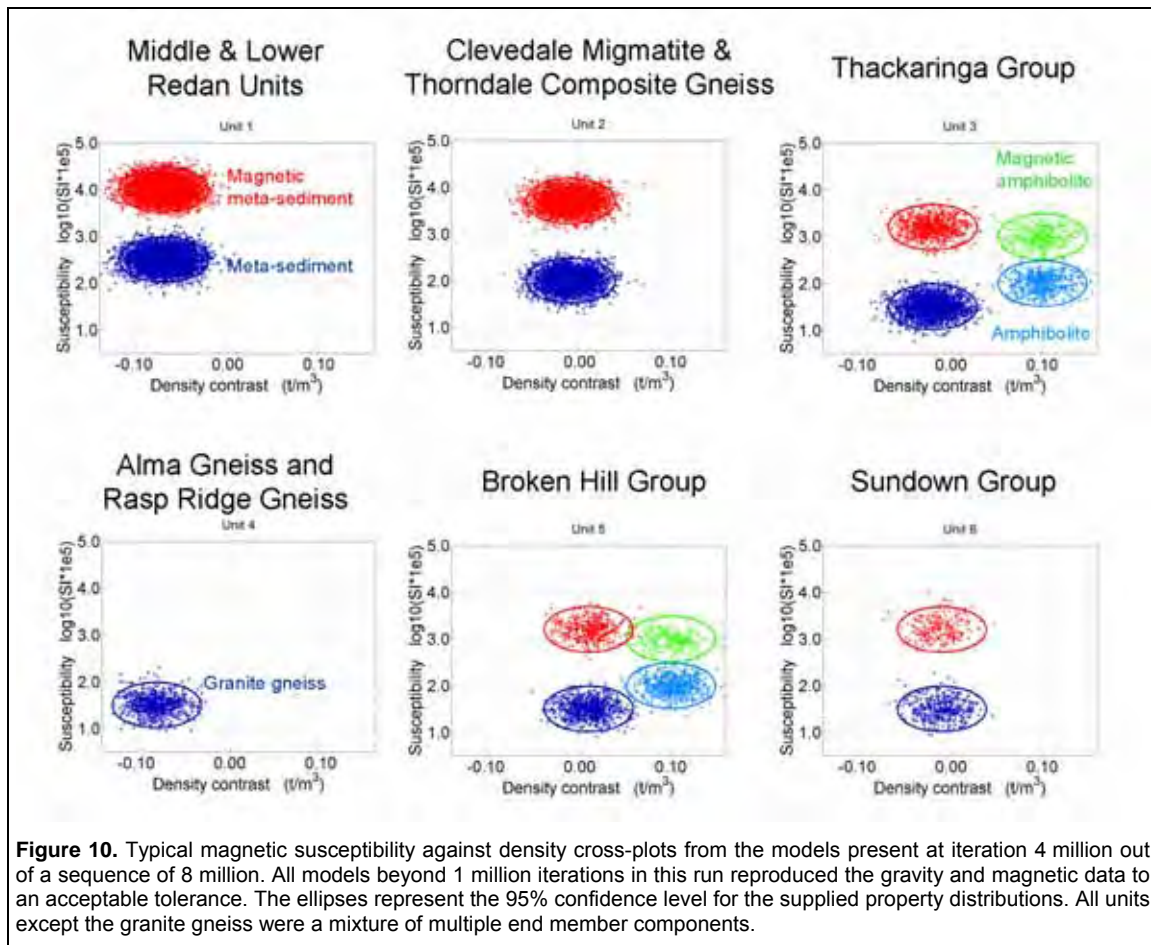 Middle & Lower
Redan Units
Unit 1
5.0
4.0
3.0
2.0
1.0
Susceptibility log10(SI*1e5)
Magnetic
meta-sediment
Meta-sediment
-0.10 0.00 0.10
Density contrast (t/m³)
Clevedale Migmatite &
Thorndale Composite Gneiss
Unit 2
5.0
4.0
3.0
2.0
1.0
Susceptibility log10(SI*1e5)
-0.10 0.00 0.10
Density contrast (t/m³)
Thackaringa Group
Unit 3
5.0
4.0
3.0
2.0
1.0
Susceptibility log10(SI*1e5)
Magnetic
amphibolite
Amphibolite
-0.10 0.00 0.10
Density contrast (t/m³)
Alma Gneiss and
Rasp Ridge Gneiss
Unit 4
5.0
4.0
3.0
2.0
1.0
Susceptibility log10(SI*1e5)
Granite gneiss
-0.10 0.00 0.10
Density contrast (t/m³)
Broken Hill Group
Unit 5
5.0
4.0
3.0
2.0
1.0
Susceptibility log10(SI*1e5)
-0.10 0.00 0.10
Density contrast (t/m³)
Sundown Group
Unit 6
5.0
4.0
3.0
2.0
1.0
Susceptibility log10(SI*1e5)
-0.10 0.00 0.10
Density contrast (t/m³)
Figure 10. Typical magnetic susceptibility against density cross-plots from the models present at iteration 4 million out
of a sequence of 8 million. All models beyond 1 million iterations in this run reproduced the gravity and magnetic data to
an acceptable tolerance. The ellipses represent the 95% confidence level for the supplied property distributions. All units
except the granite gneiss were a mixture of multiple end member components.